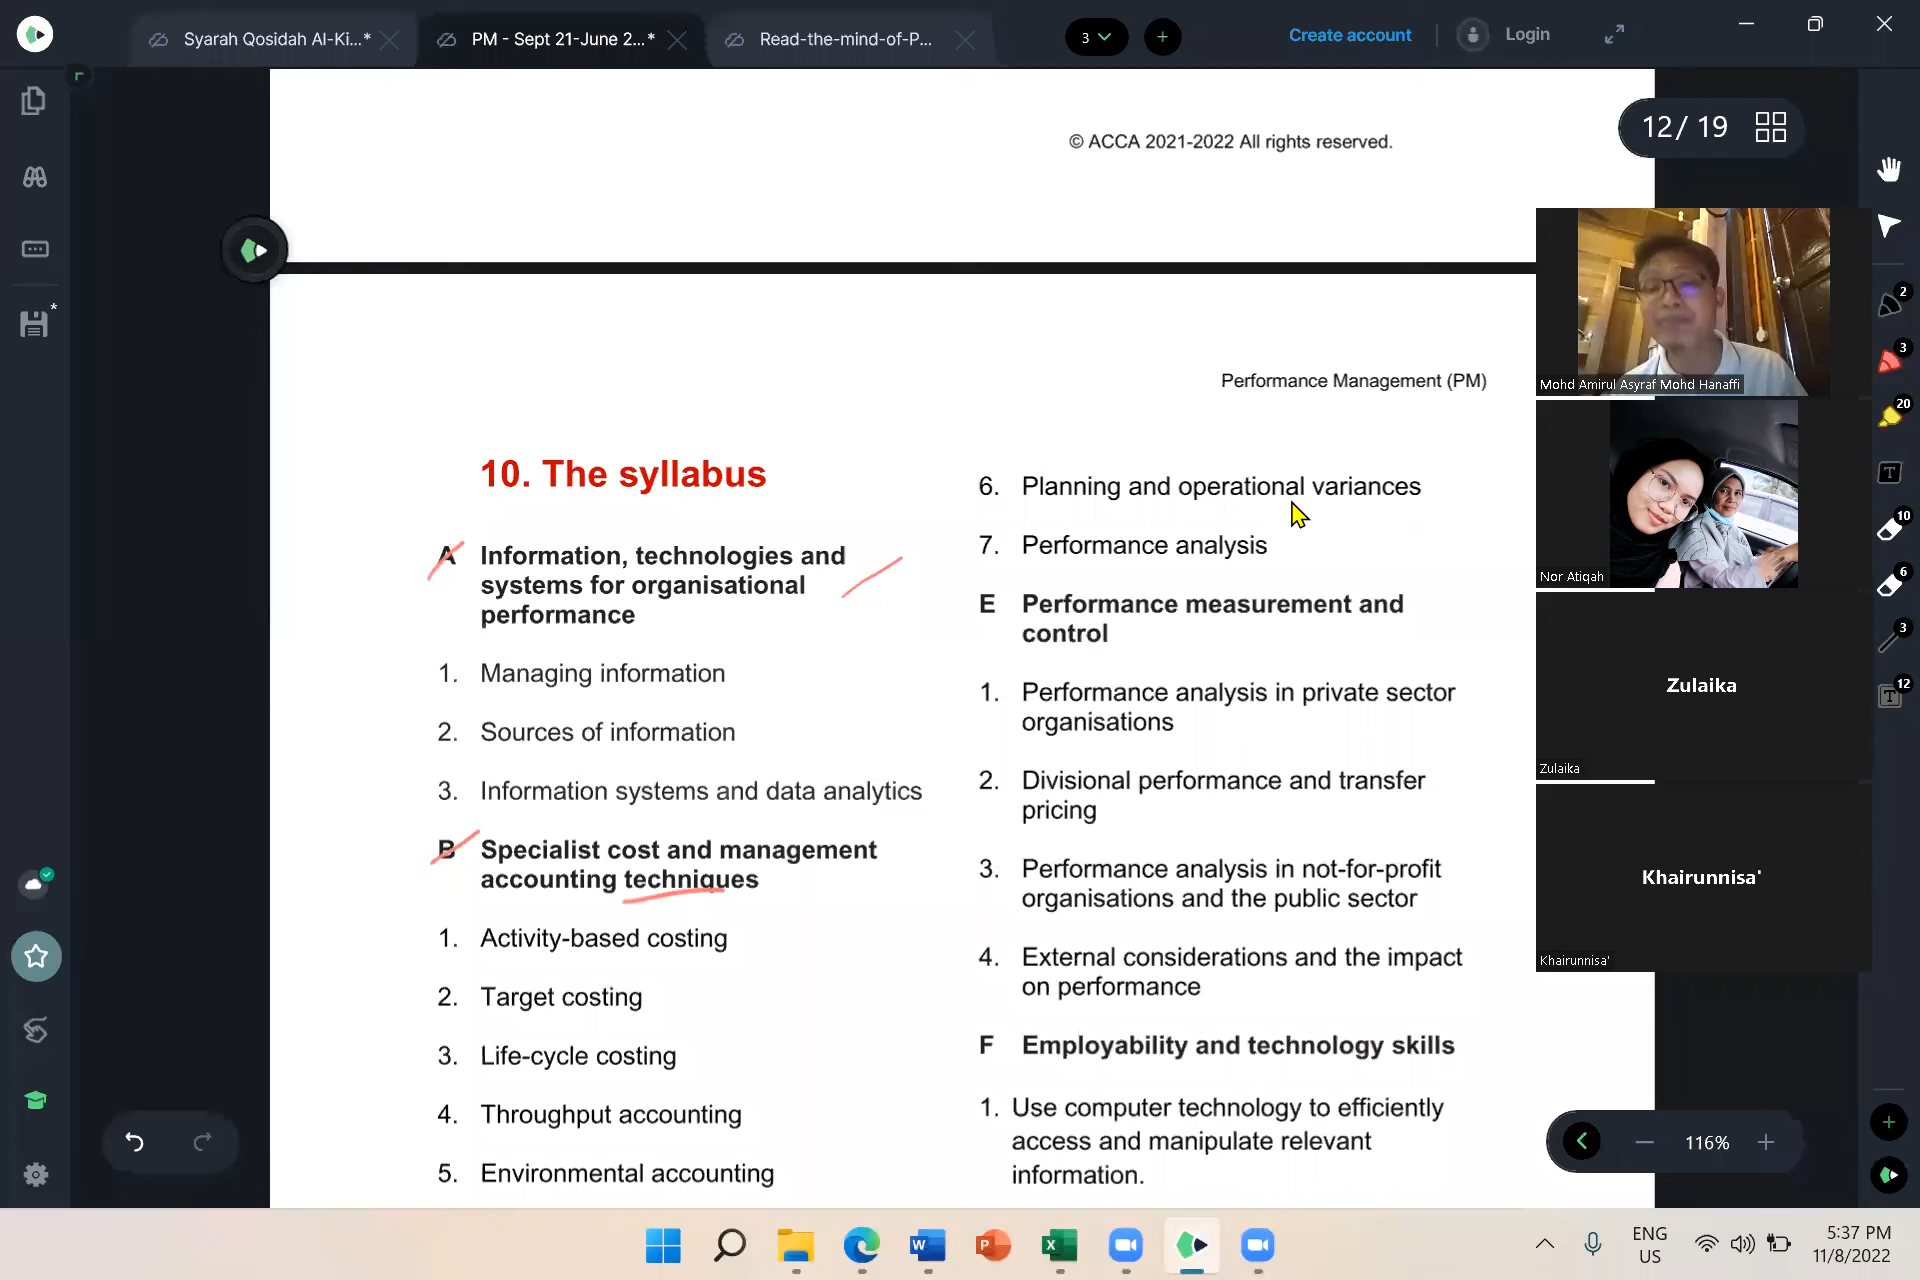 Syarah Qosidah Al-Ki...*
PM - Sept 21-June 2...*
Read-the-mind-of-P...
3
Create account
Login
© ACCA 2021-2022 All rights reserved.
12/ 19
Performance Management (PM)
10. The syllabus
A Information, technologies and
systems for organisational
performance
1. Managing information
2. Sources of information
3. Information systems and data analytics
B Specialist cost and management
accounting techniques
1. Activity-based costing
2. Target costing
3. Life-cycle costing
4. Throughput accounting
5. Environmental accounting
6. Planning and operational variances
7. Performance analysis
E Performance measurement and
control
1. Performance analysis in private sector
organisations
2. Divisional performance and transfer
pricing
3. Performance analysis in not-for-profit
organisations and the public sector
4. External considerations and the impact
on performance
F Employability and technology skills
1. Use computer technology to efficiently
access and manipulate relevant
information.
Mohd Amirul Asyraf Mohd Hanaffi
Nor Atiqah
Zulaika
Zulaika
Khairunnisa'
Khairunnisa'
2
3
20
T
10
6
3
12
T
116%
W
P
X
ENG
US
5:37 PM
11/8/2022